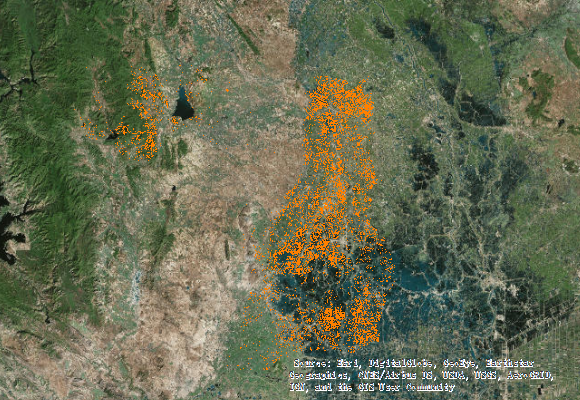 Source: Esri, DigitalGlobe, GeoEye, Earthstar
Geographics, CNES/Airbus DS, USDA, USGS, AeroGRID,
IGN, and the GIS User Community